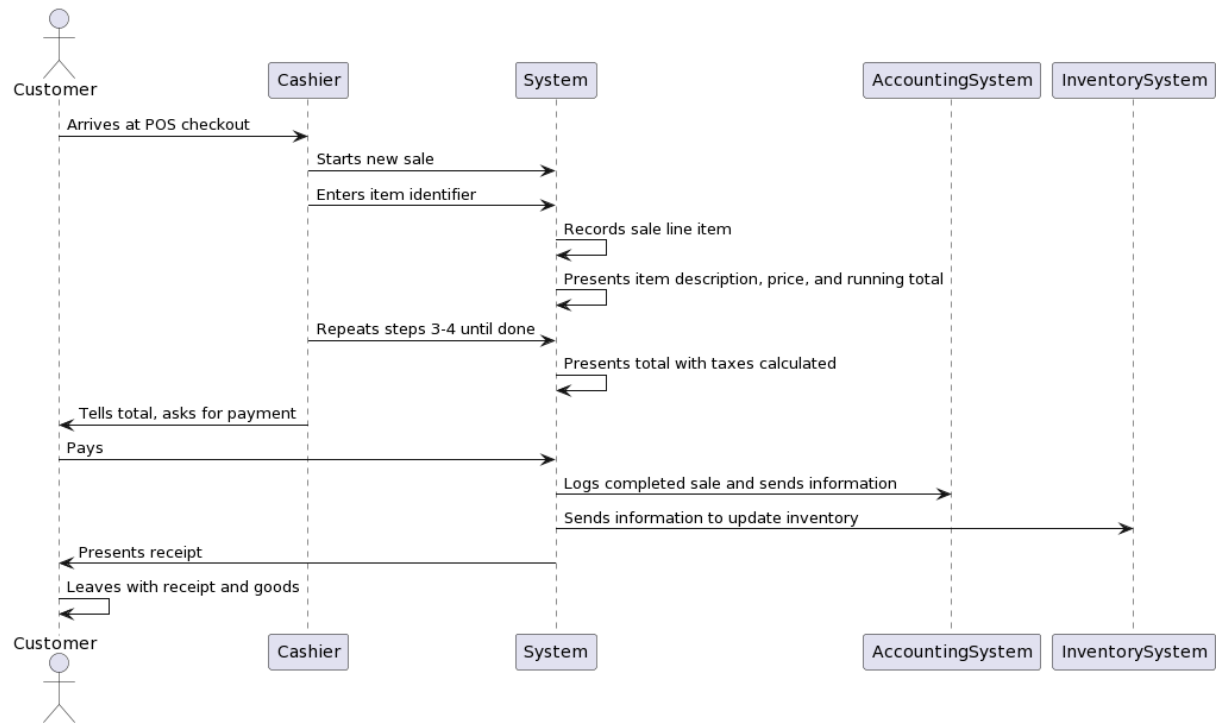 Customer
Cashier
System
AccountingSystem
InventorySystem
Arrives at POS checkout
Starts new sale
Enters item identifier
Records sale line item
Presents item description, price, and running total
Repeats steps 3-4 until done
Presents total with taxes calculated
Tells total, asks for payment
Pays
Logs completed sale and sends information
Sends information to update inventory
Presents receipt
Leaves with receipt and goods
Customer
Cashier
System
AccountingSystem
InventorySystem